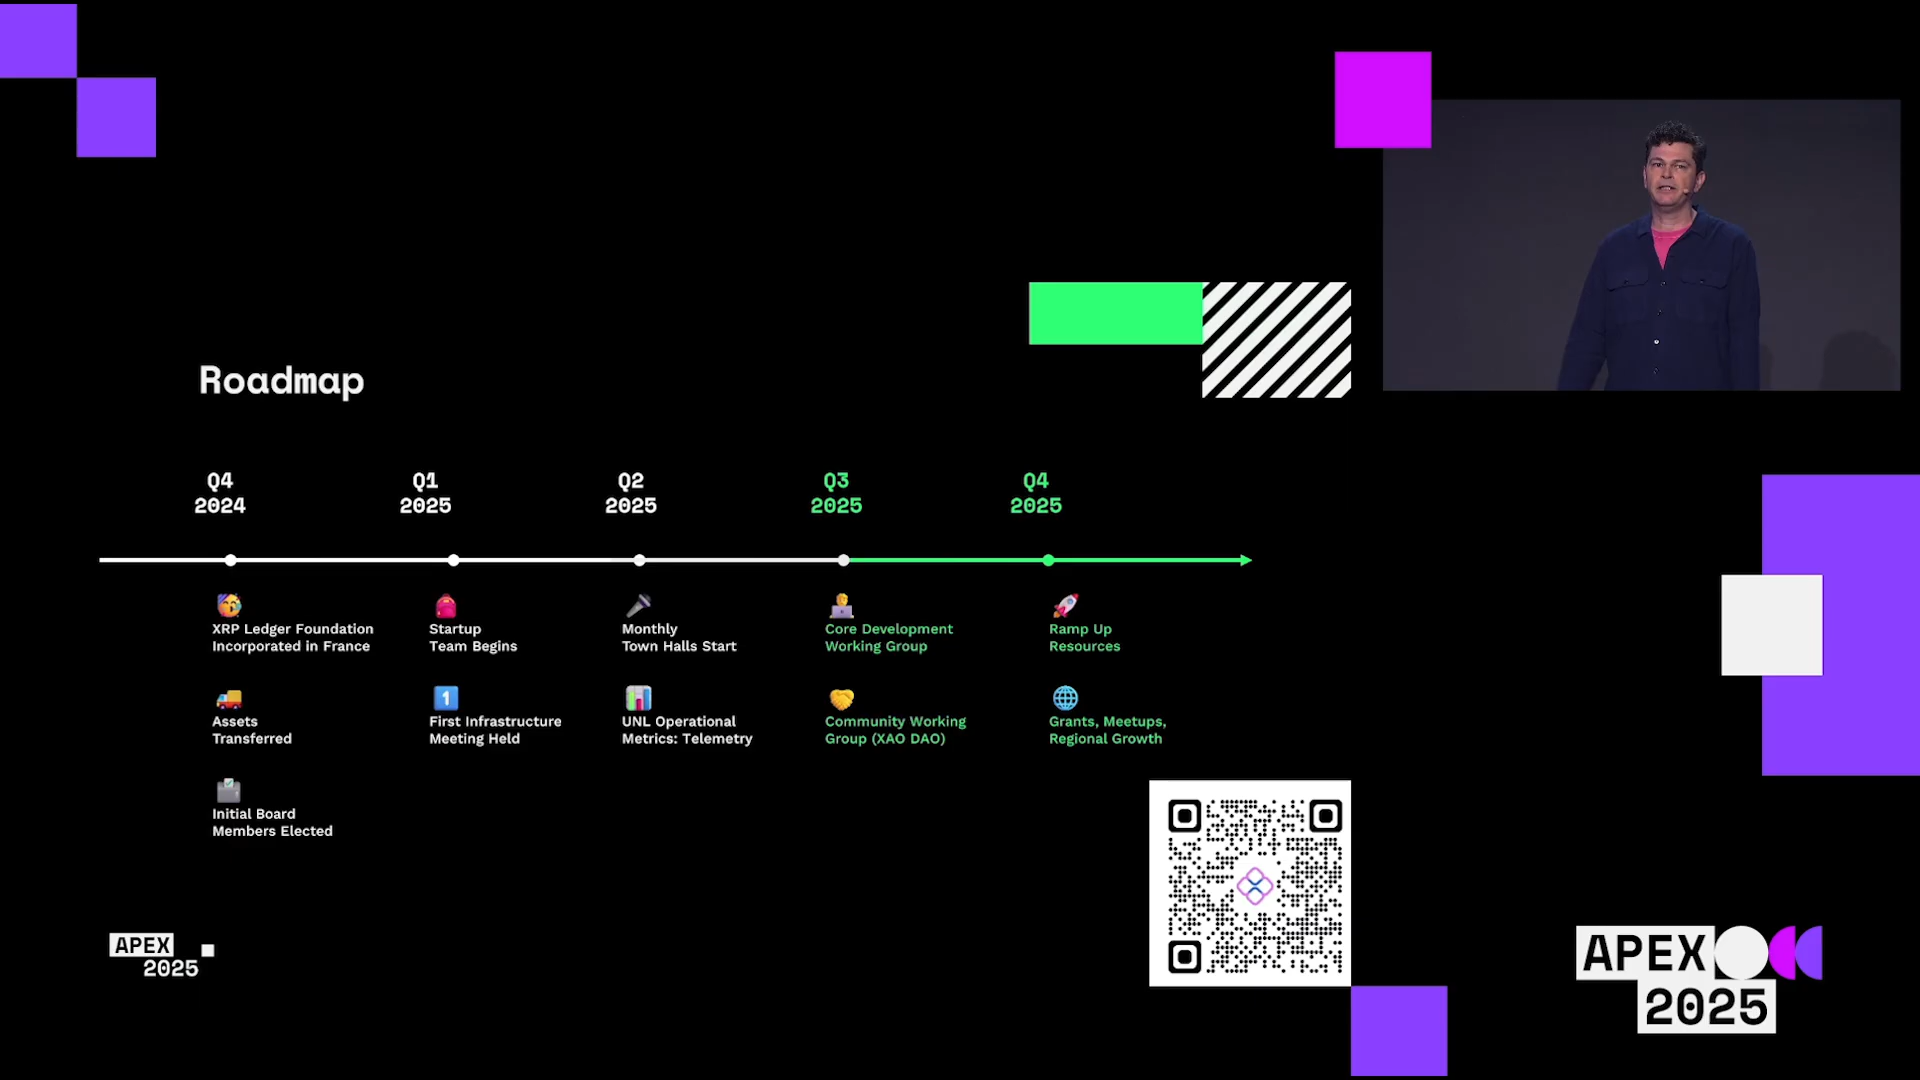 Roadmap
Q4
2024
Q1
2025
Q2
2025
Q3
2025
Q4
2025
XRP Ledger Foundation
Incorporated in France
Startup
Team Begins
Monthly
Town Halls Start
Core Development
Working Group
Ramp Up
Resources
Assets
Transferred
1
First Infrastructure
Meeting Held
UNL Operational
Metrics: Telemetry
Community Working
Group (XAO DAO)
Grants, Meetups,
Regional Growth
Initial Board
Members Elected
APEX
2025
APEX
2025